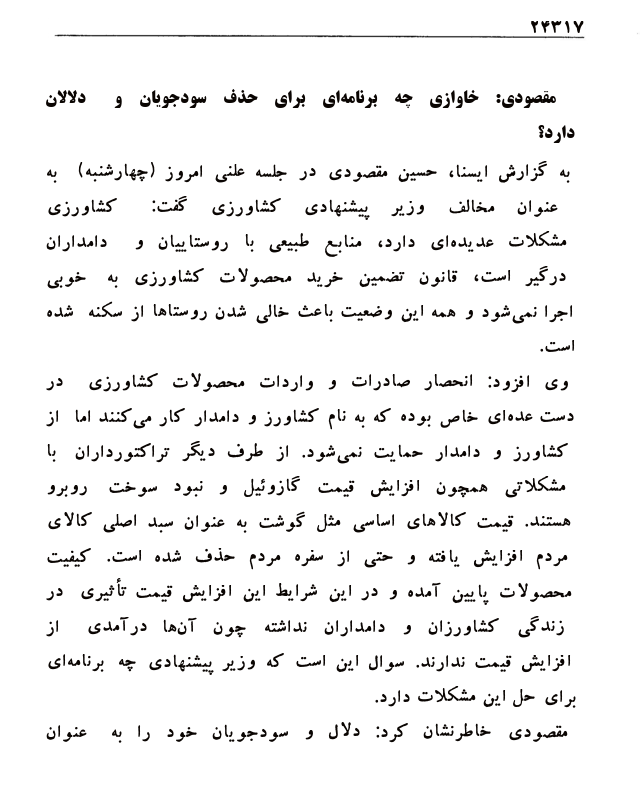 ۲۴۳۱۷
مقصودی: خاوازی چه برنامه‌ای برای حذف سودجویان و دلالان
دارد؟
به گزارش ایسنا، حسین مقصودی در جلسه علنی امروز (چهارشنبه) به
عنوان مخالف وزیر پیشنهادی کشاورزی گفت: کشاورزی
مشکلات عدیده‌ای دارد، منابع طبیعی با روستاییان و دامداران
درگیر است، قانون تضمین خرید محصولات کشاورزی به خوبی
اجرا نمی‌شود و همه این وضعیت باعث خالی شدن روستاها از سکنه شده
است.
وی افزود: انحصار صادرات و واردات محصولات کشاورزی در
دست عده‌ای خاص بوده که به نام کشاورز و دامدار کار می‌کنند اما از
کشاورز و دامدار حمایت نمی‌شود. از طرف دیگر تراکتورداران با
مشکلاتی همچون افزایش قیمت گازوئیل و نبود سوخت روبرو
هستند. قیمت کالاهای اساسی مثل گوشت به عنوان سبد اصلی کالای
مردم افزایش یافته و حتی از سفره مردم حذف شده است. کیفیت
محصولات پایین آمده و در این شرایط این افزایش قیمت تأثیری در
زندگی کشاورزان و دامداران نداشته چون آن‌ها درآمدی از
افزایش قیمت ندارند. سوال این است که وزیر پیشنهادی چه برنامه‌ای
برای حل این مشکلات دارد.
مقصودی خاطرنشان کرد: دلال و سودجویان خود را به عنوان